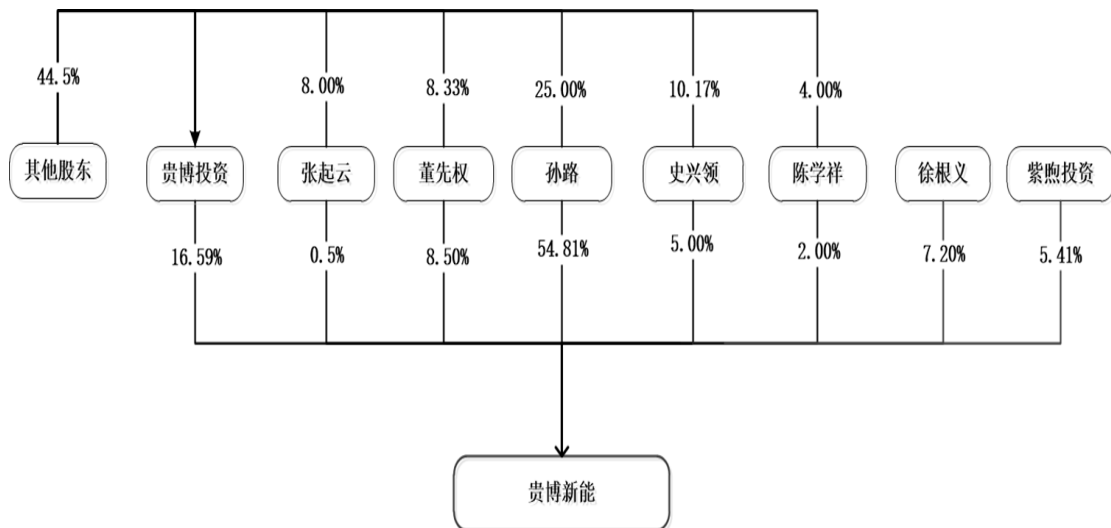 44.5%
8.00%
8.33%
25.00%
10.17%
4.00%
其他股东
贵博投资
张起云
董先权
孙路
史兴领
陈学祥
徐根义
紫煦投资
16.59%
0.5%
8.50%
54.81%
5.00%
2.00%
7.20%
5.41%
贵博新能